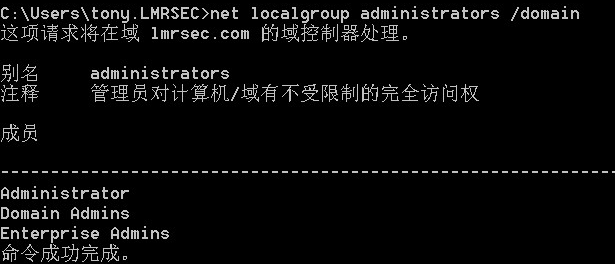 C:\Users\tony.LMRSEC>net localgroup administrators /domain
这项请求将在域 lmrsec.com 的域控制器处理。
别名     administrators
注释     管理员对计算机/域有不受限制的完全访问权
成员
-------------------------------------------------------------------------------
Administrator
Domain Admins
Enterprise Admins
命令成功完成。